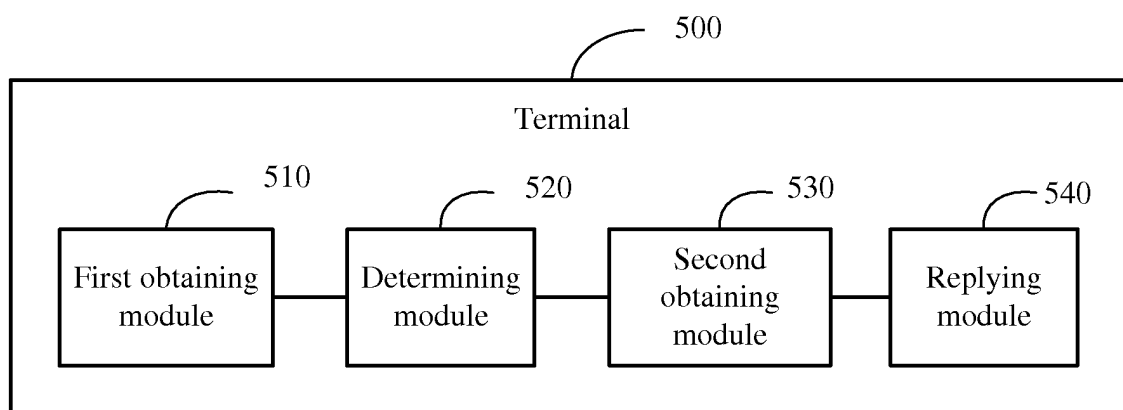 500
Terminal
510
520
530
540
First obtaining
module
Determining
module
Second
obtaining
module
Replying
module